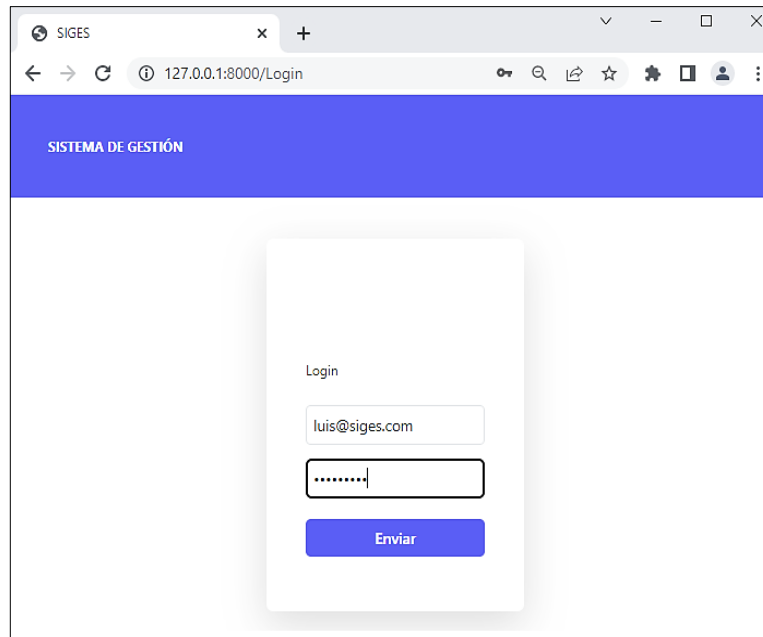 SIGES
127.0.0.1:8000/Login
SISTEMA DE GESTIÓN
Login
luis@siges.com
•••••••••
Enviar